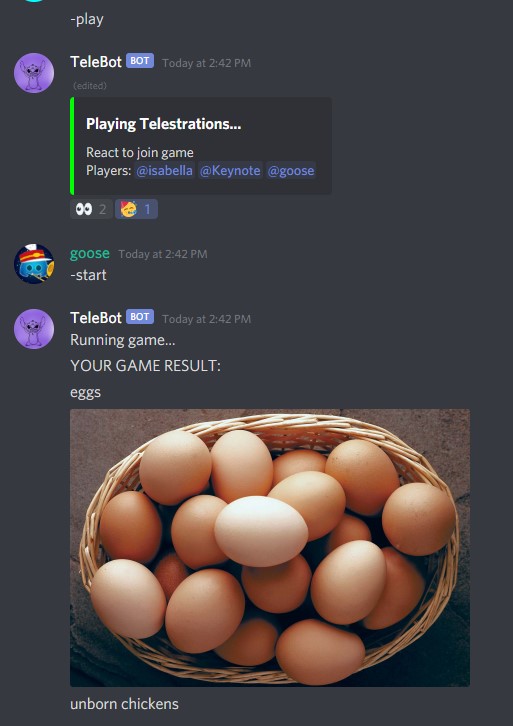 -play
TeleBot BOT Today at 2:42 PM
(edited)
Playing Telestrations...
React to join game
Players: @isabella @Keynote @goose
2 1
goose Today at 2:42 PM
-start
TeleBot BOT Today at 2:42 PM
Running game...
YOUR GAME RESULT:
eggs
unborn chickens